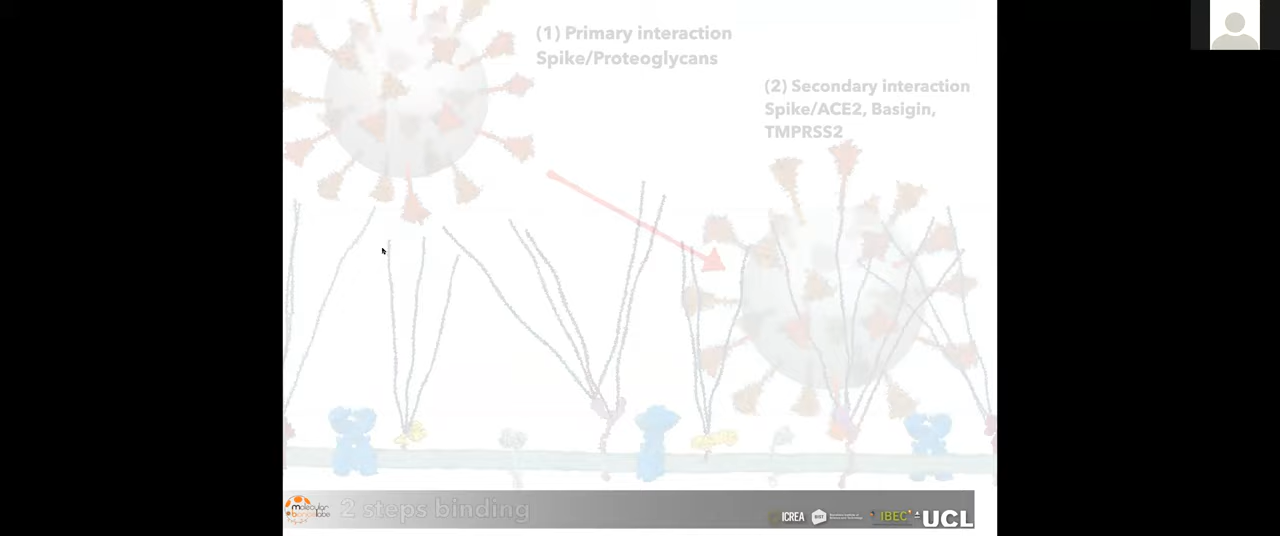 (1) Primary interaction
Spike/Proteoglycans
(2) Secondary interaction
Spike/ACE2, Basigin,
TMPRSS2
2 steps binding
ICREA
IBEC
UCL